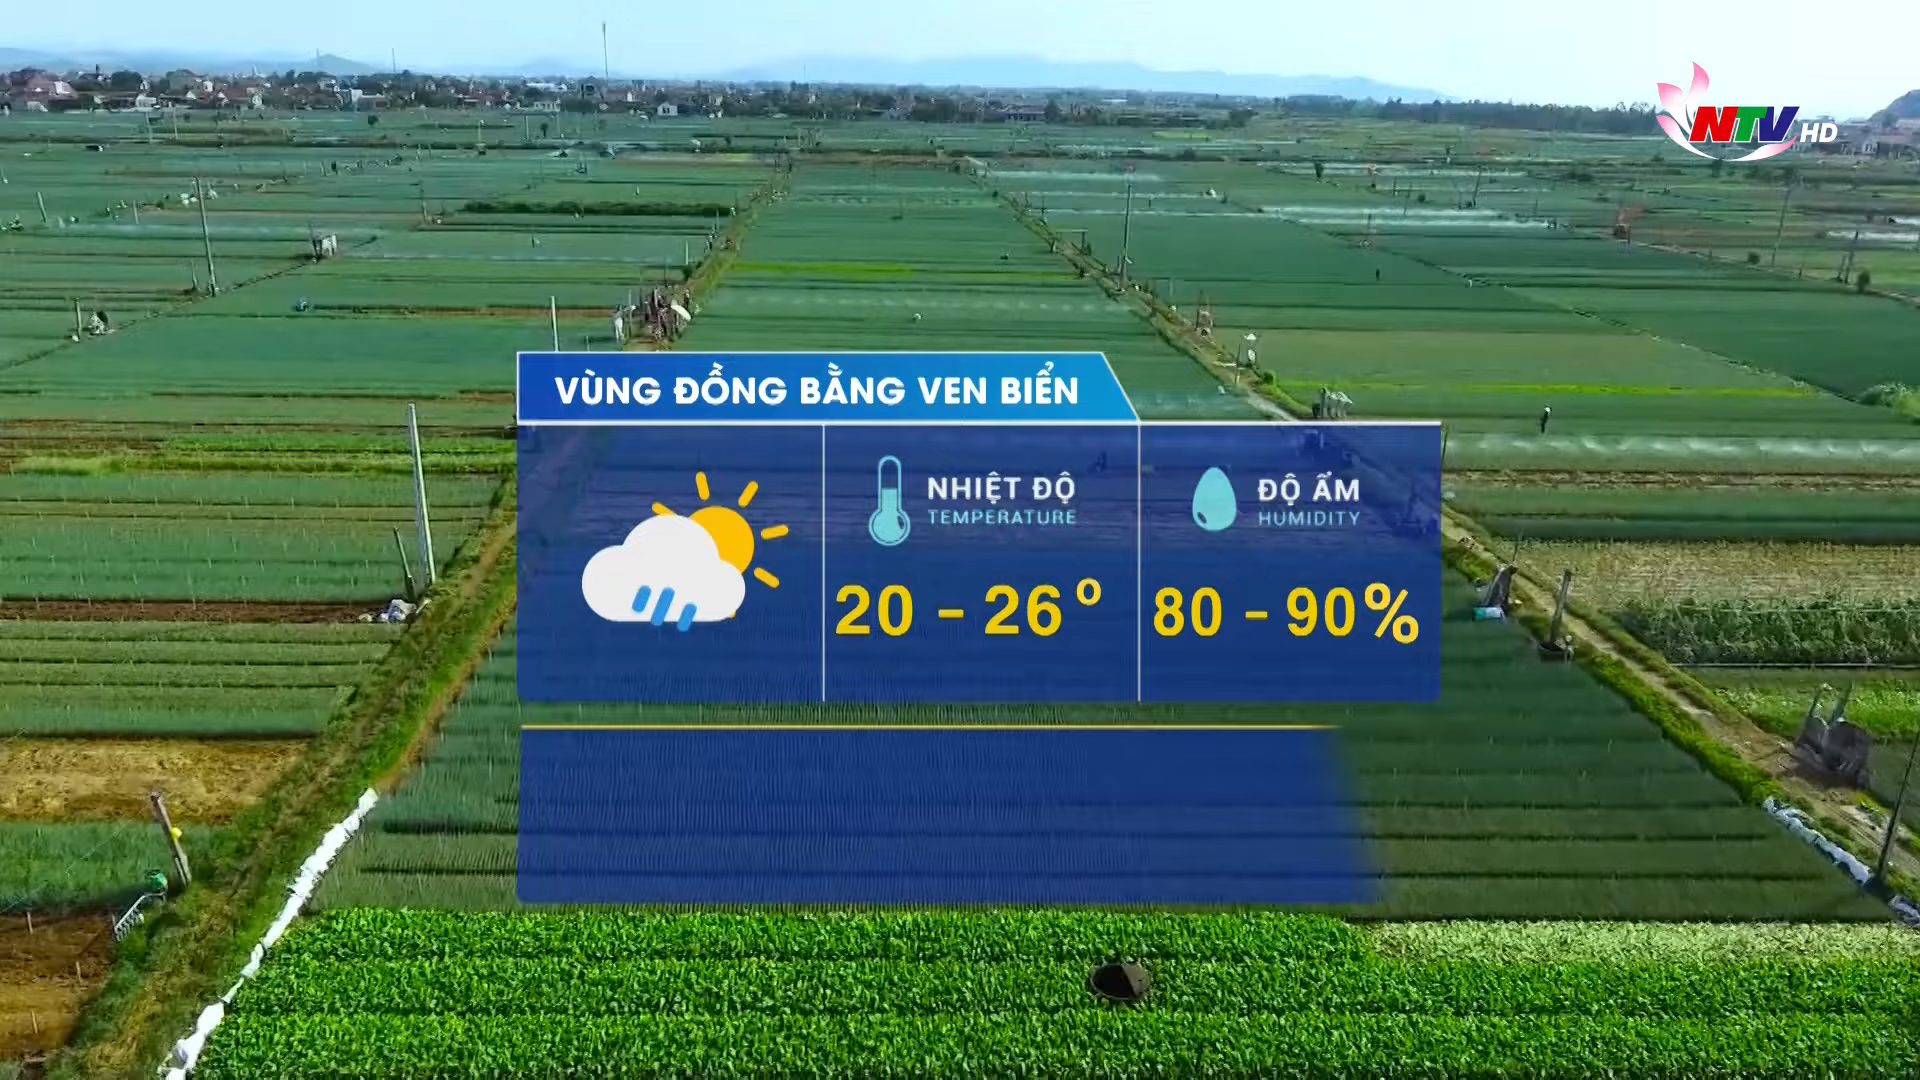 NTV HD
VÙNG ĐỒNG BẰNG VEN BIỂN
NHIỆT ĐỘ
TEMPERATURE
20 - 26°
ĐỘ ẨM
HUMIDITY
80 - 90%